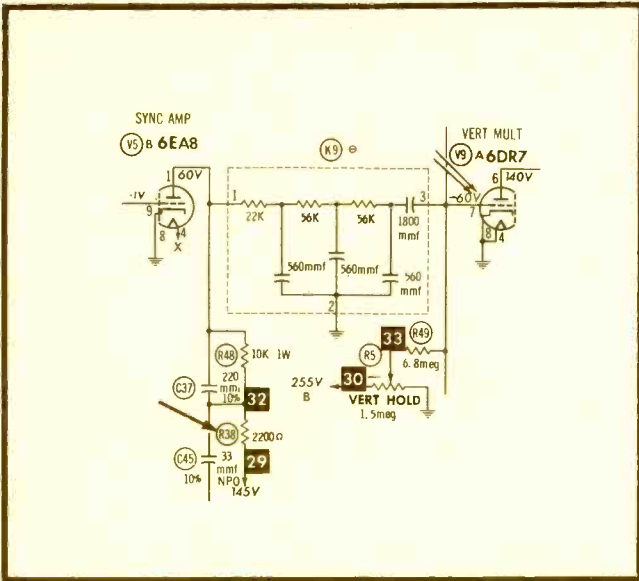 SYNC AMP
V5 B 6EA8
1 60V
-1V
9
8 4
X
K9 ⊖
1
22K
56K
56K
3
1800
mmf
560mmf
560mmf
560
mmf
2
VERT MULT
V9 A 6DR7
6 140V
-60V
7
8 4
R48
10K 1W
C37
220
mmf
10%
32
R38
2200Ω
C45
33
mmf
NPO
10%
29
145V
33
R49
R5
6.8meg
255V
B
30
VERT HOLD
1.5meg